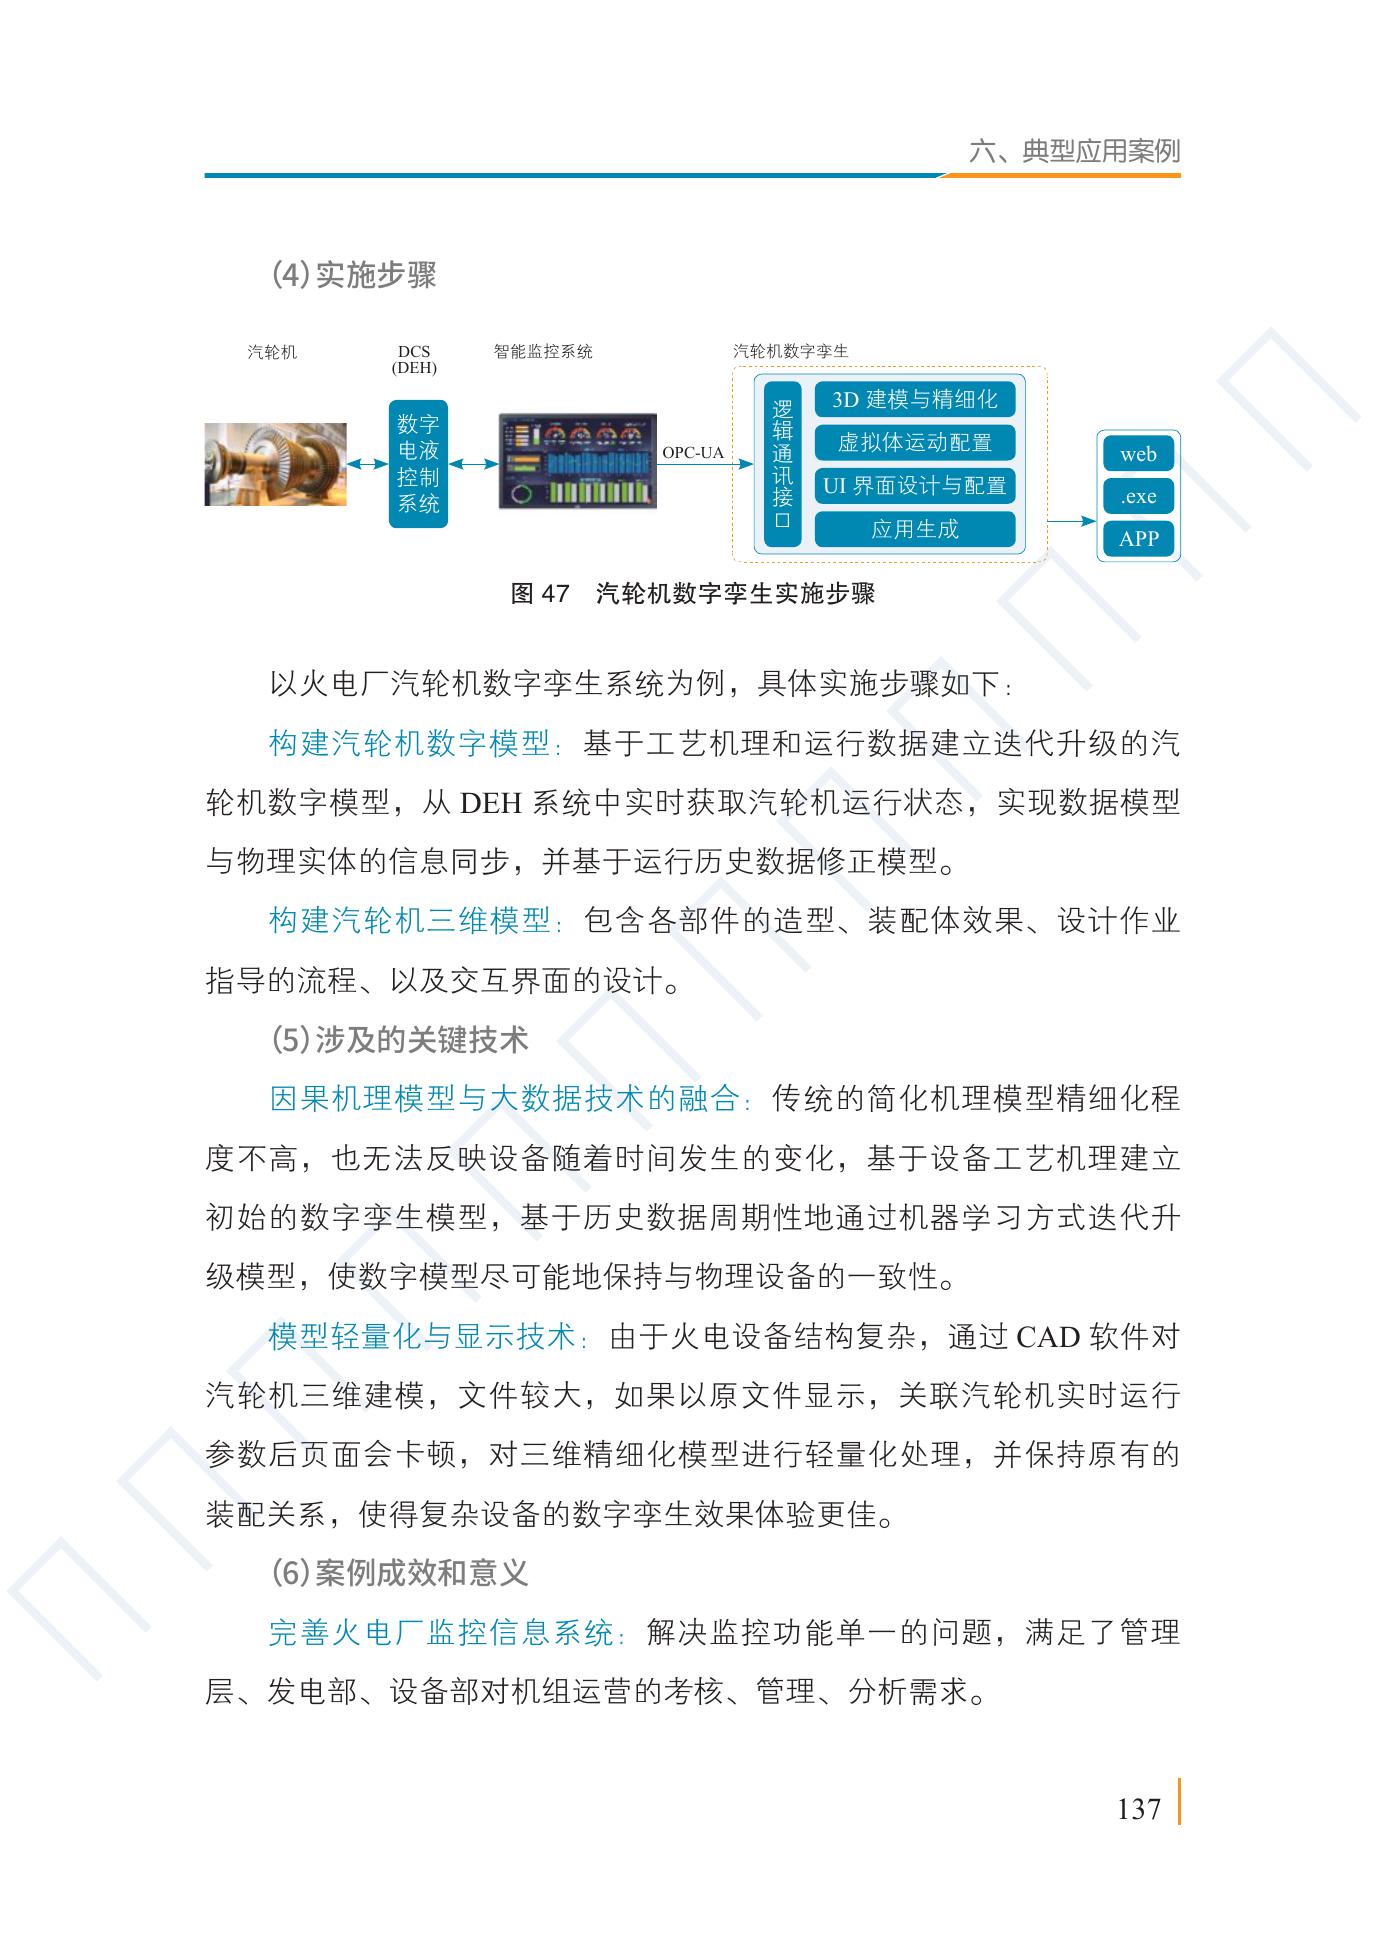 六、典型应用案例
（4）实施步骤
汽轮机
DCS
(DEH)
智能监控系统
汽轮机数字孪生
数字
电液
控制
系统
OPC-UA
逻辑通讯接口
3D 建模与精细化
虚拟体运动配置
UI 界面设计与配置
应用生成
web
.exe
APP
图 47　汽轮机数字孪生实施步骤
以火电厂汽轮机数字孪生系统为例，具体实施步骤如下：
构建汽轮机数字模型：基于工艺机理和运行数据建立迭代升级的汽
轮机数字模型，从 DEH 系统中实时获取汽轮机运行状态，实现数据模型
与物理实体的信息同步，并基于运行历史数据修正模型。
构建汽轮机三维模型：包含各部件的造型、装配体效果、设计作业
指导的流程、以及交互界面的设计。
（5）涉及的关键技术
因果机理模型与大数据技术的融合：传统的简化机理模型精细化程
度不高，也无法反映设备随着时间发生的变化，基于设备工艺机理建立
初始的数字孪生模型，基于历史数据周期性地通过机器学习方式迭代升
级模型，使数字模型尽可能地保持与物理设备的一致性。
模型轻量化与显示技术：由于火电设备结构复杂，通过 CAD 软件对
汽轮机三维建模，文件较大，如果以原文件显示，关联汽轮机实时运行
参数后页面会卡顿，对三维精细化模型进行轻量化处理，并保持原有的
装配关系，使得复杂设备的数字孪生效果体验更佳。
（6）案例成效和意义
完善火电厂监控信息系统：解决监控功能单一的问题，满足了管理
层、发电部、设备部对机组运营的考核、管理、分析需求。
137